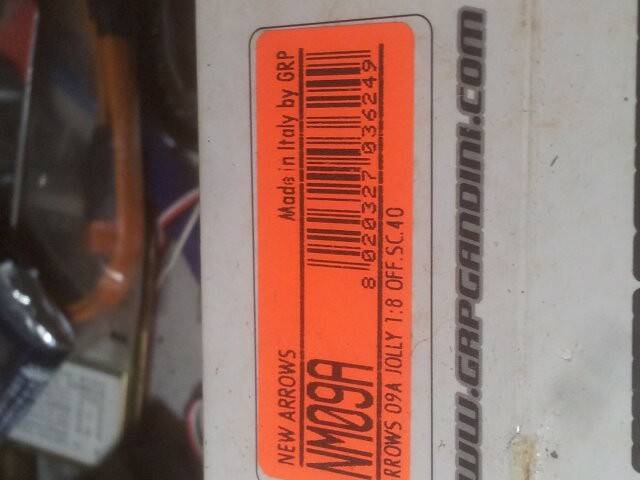 NEW ARROWS
Made in Italy by GRP
NM09A
8 020327 036249
RROWS 09A JOLLY 1:8 OFF.SC.40
WWW.GRPGANDINI.COM